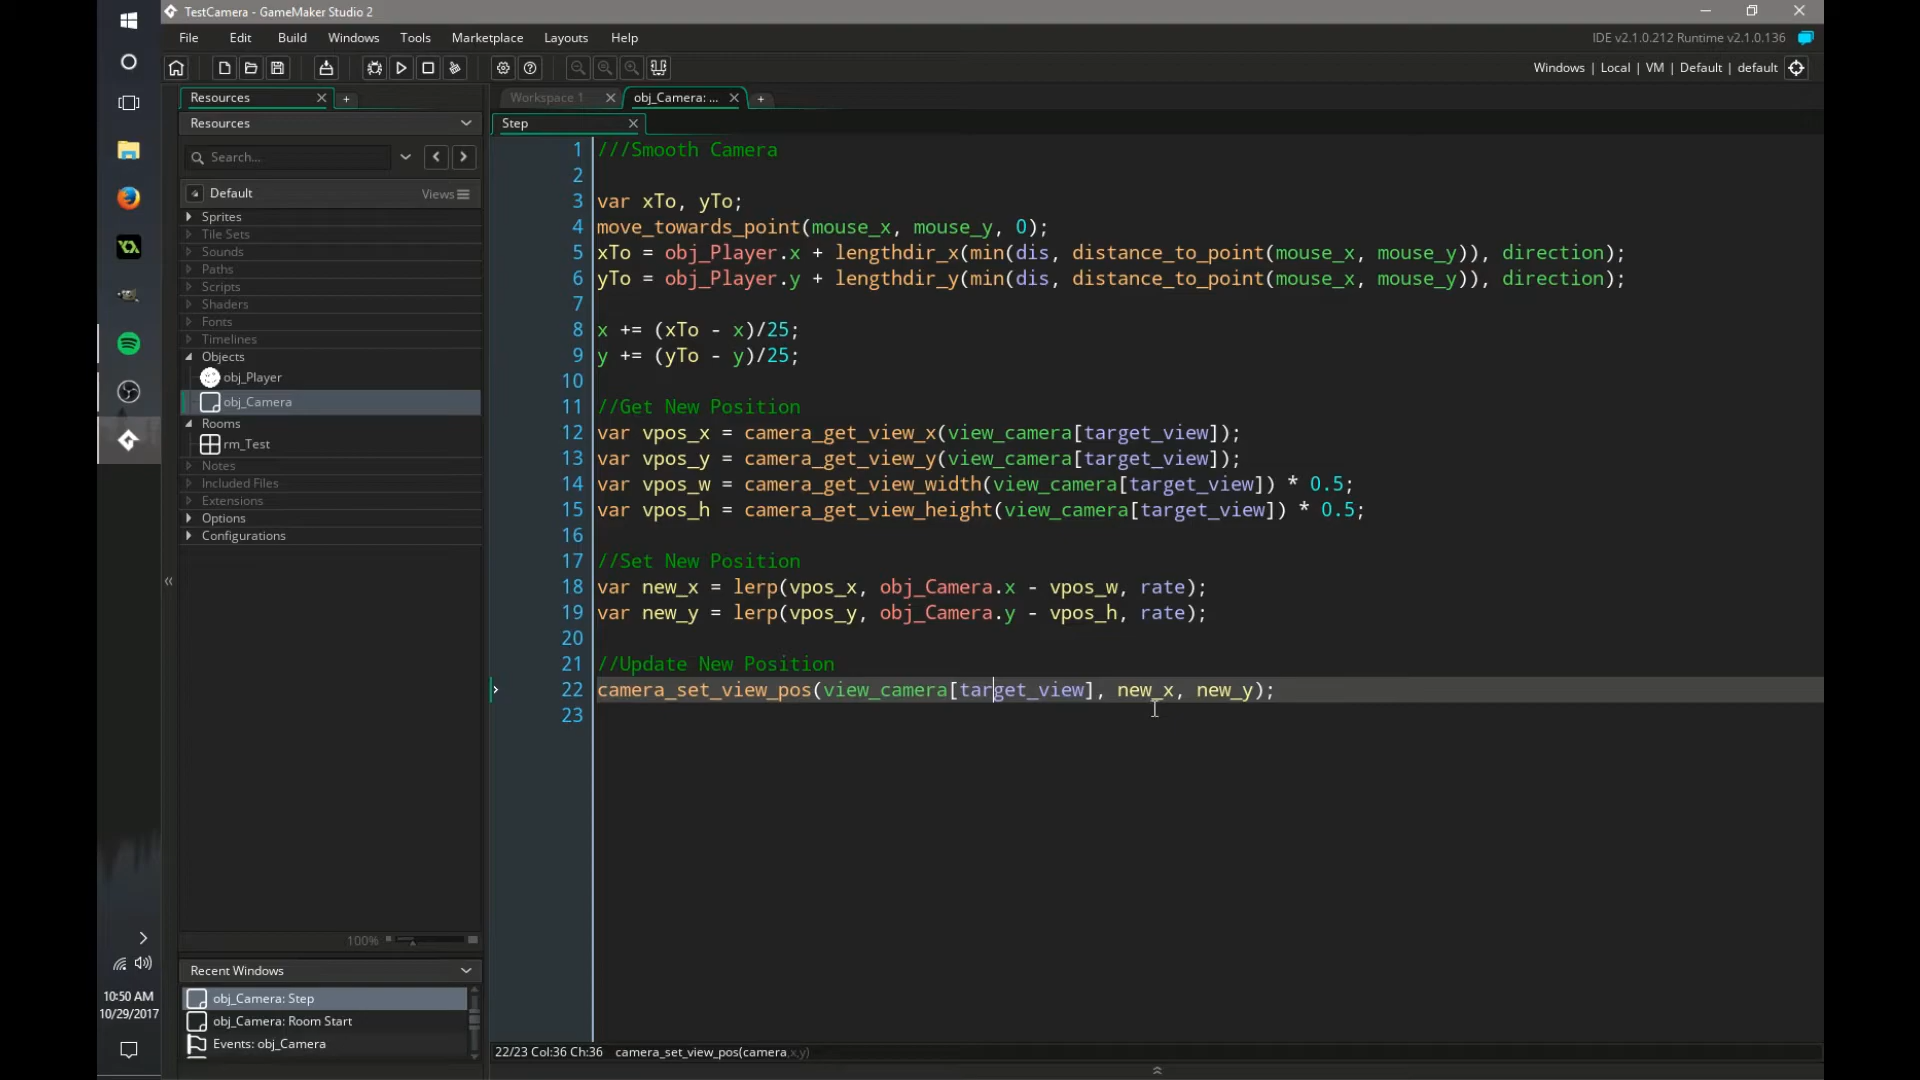 TestCamera - GameMaker Studio 2
File Edit Build Windows Tools Marketplace Layouts Help
IDE v2.1.0.212 Runtime v2.1.0.136
Windows | Local | VM | Default | default
Resources
Workspace 1
obj_Camera: ...
Resources
Step
Search...
Default
Views
Sprites
Tile Sets
Sounds
Paths
Scripts
Shaders
Fonts
Timelines
Objects
obj_Player
obj_Camera
Rooms
rm_Test
Notes
Included Files
Extensions
Options
Configurations
100%
Recent Windows
obj_Camera: Step
obj_Camera: Room Start
Events: obj_Camera
10:50 AM
10/29/2017
1 ///Smooth Camera
2
3 var xTo, yTo;
4 move_towards_point(mouse_x, mouse_y, 0);
5 xTo = obj_Player.x + lengthdir_x(min(dis, distance_to_point(mouse_x, mouse_y)), direction);
6 yTo = obj_Player.y + lengthdir_y(min(dis, distance_to_point(mouse_x, mouse_y)), direction);
7
8 x += (xTo - x)/25;
9 y += (yTo - y)/25;
10
11 //Get New Position
12 var vpos_x = camera_get_view_x(view_camera[target_view]);
13 var vpos_y = camera_get_view_y(view_camera[target_view]);
14 var vpos_w = camera_get_view_width(view_camera[target_view]) * 0.5;
15 var vpos_h = camera_get_view_height(view_camera[target_view]) * 0.5;
16
17 //Set New Position
18 var new_x = lerp(vpos_x, obj_Camera.x - vpos_w, rate);
19 var new_y = lerp(vpos_y, obj_Camera.y - vpos_h, rate);
20
21 //Update New Position
22 camera_set_view_pos(view_camera[target_view], new_x, new_y);
23
22/23 Col:36 Ch:36 camera_set_view_pos(camera,x,y)